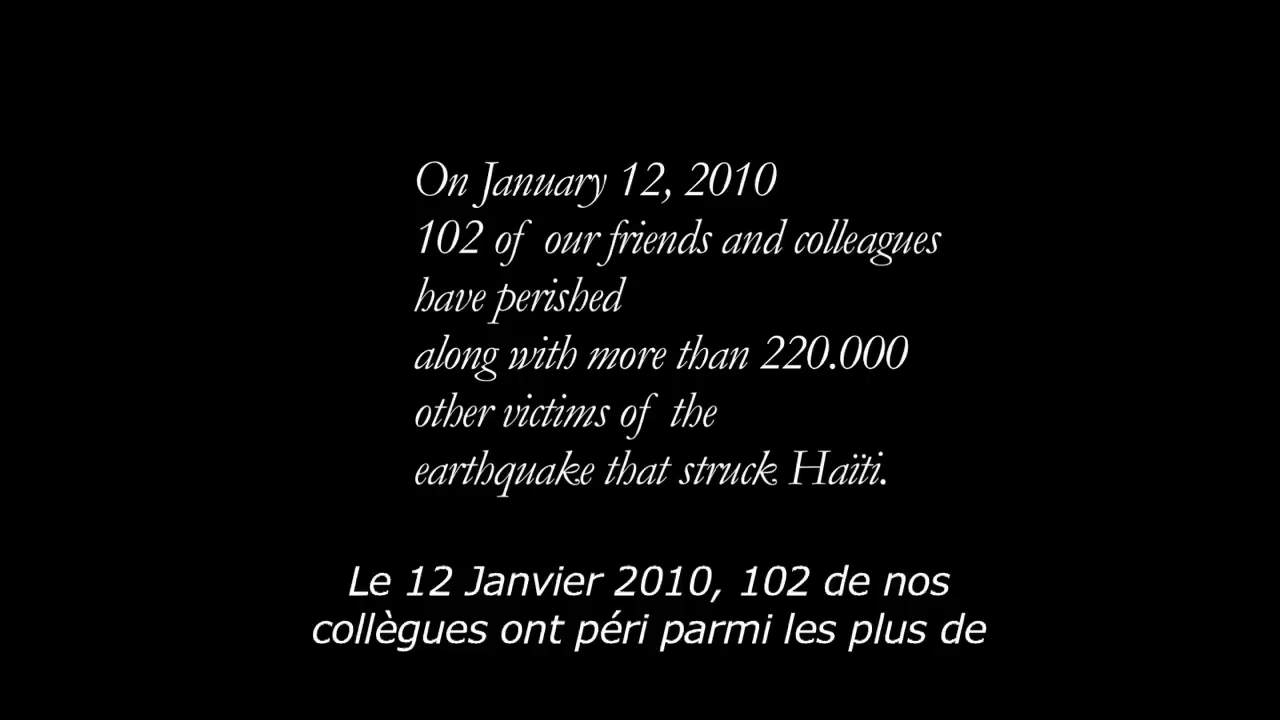 On January 12, 2010
102 of our friends and colleagues
have perished
along with more than 220.000
other victims of the
earthquake that struck Haïti.
Le 12 Janvier 2010, 102 de nos
collègues ont péri parmi les plus de